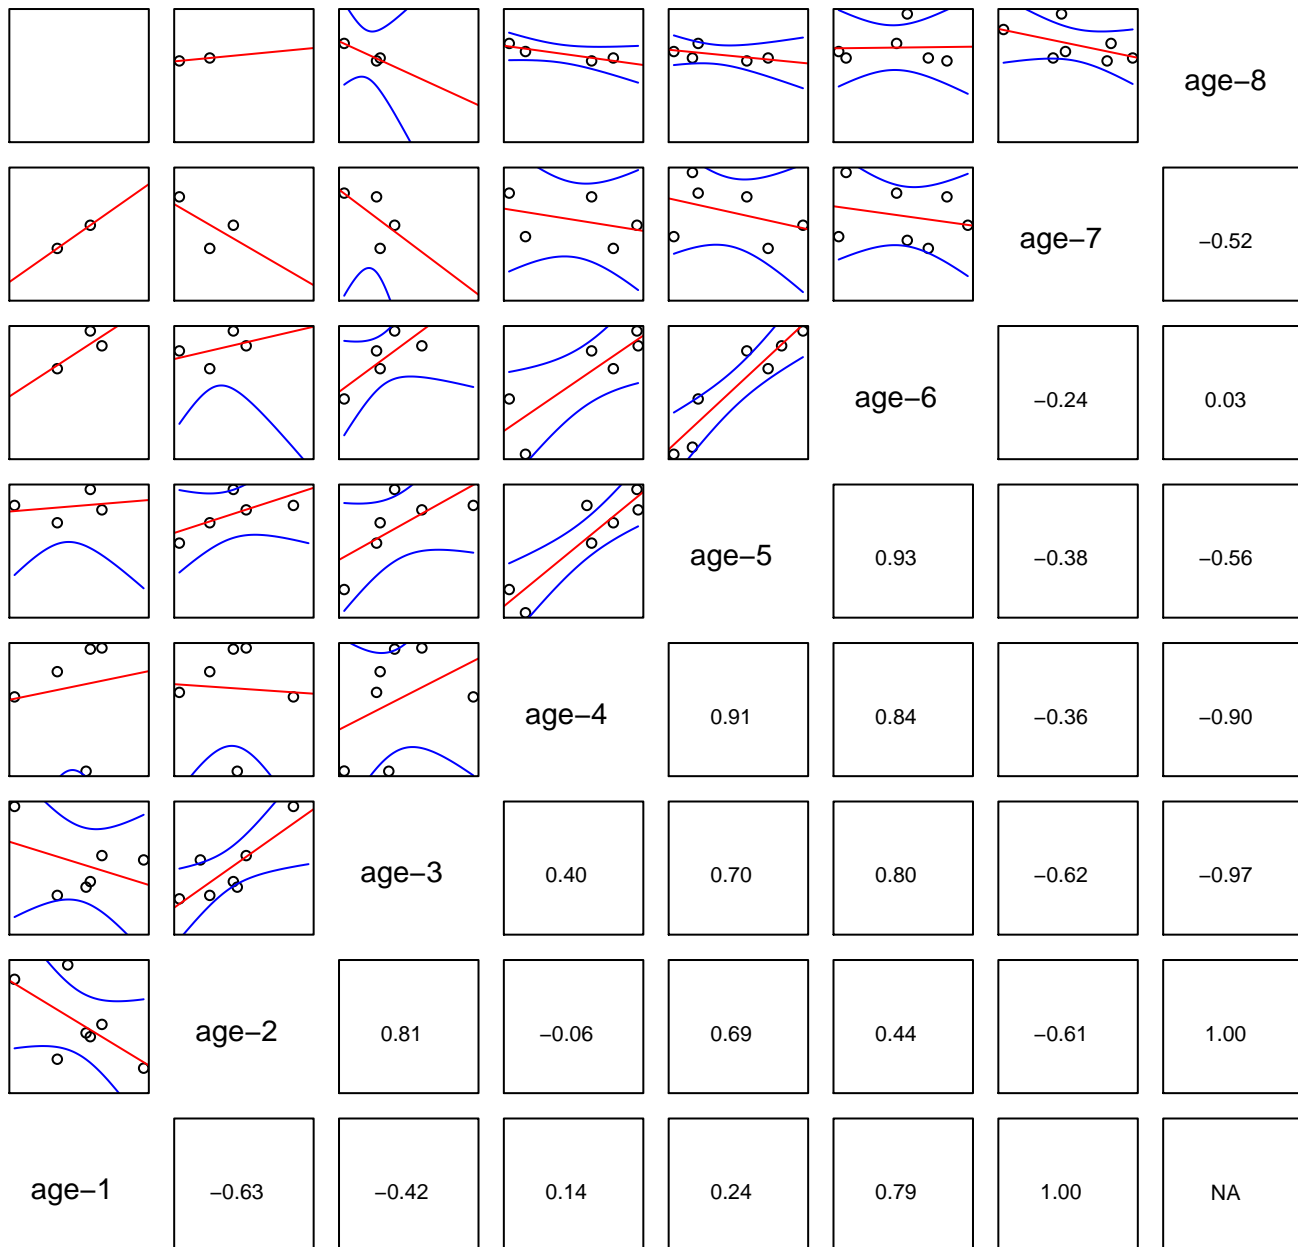 age−8
age−7 −0.52
age−6 −0.24 0.03
age−5 0.93 −0.38 −0.56
age−4 0.91 0.84 −0.36 −0.90
age−3 0.40 0.70 0.80 −0.62 −0.97
age−2 0.81 −0.06 0.69 0.44 −0.61 1.00
age−1 −0.63 −0.42 0.14 0.24 0.79 1.00 NA